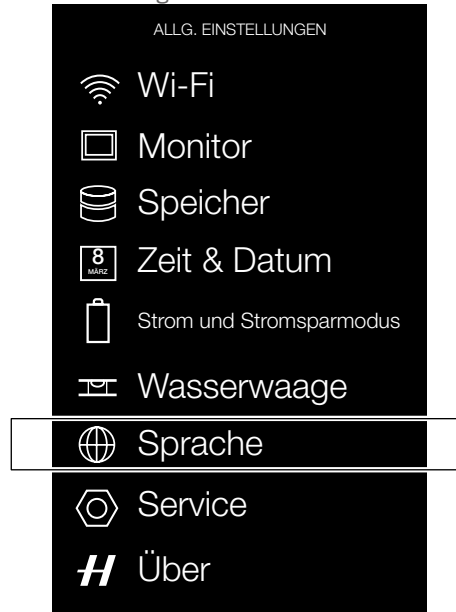 ALLG. EINSTELLUNGEN
Wi-Fi
Monitor
Speicher
8
MÄRZ
Zeit & Datum
Strom und Stromsparmodus
Wasserwaage
Sprache
Service
H
Über